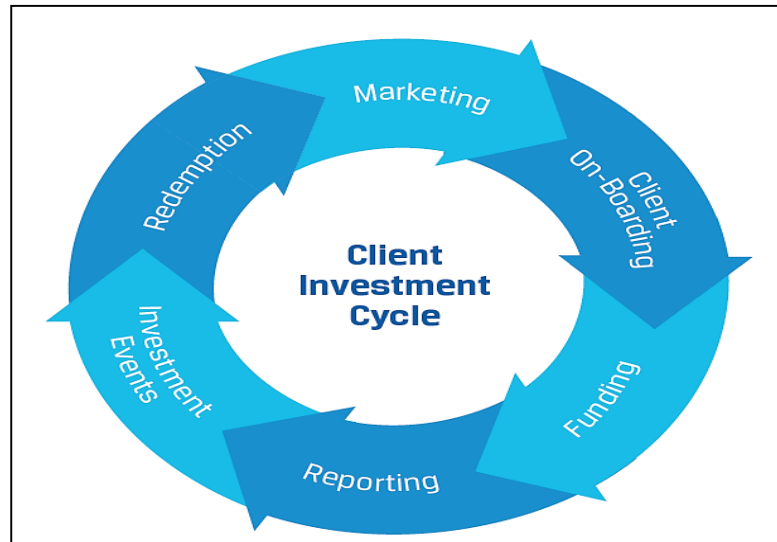 Marketing
Client
On-Boarding
Funding
Reporting
Investment
Events
Redemption
Client
Investment
Cycle